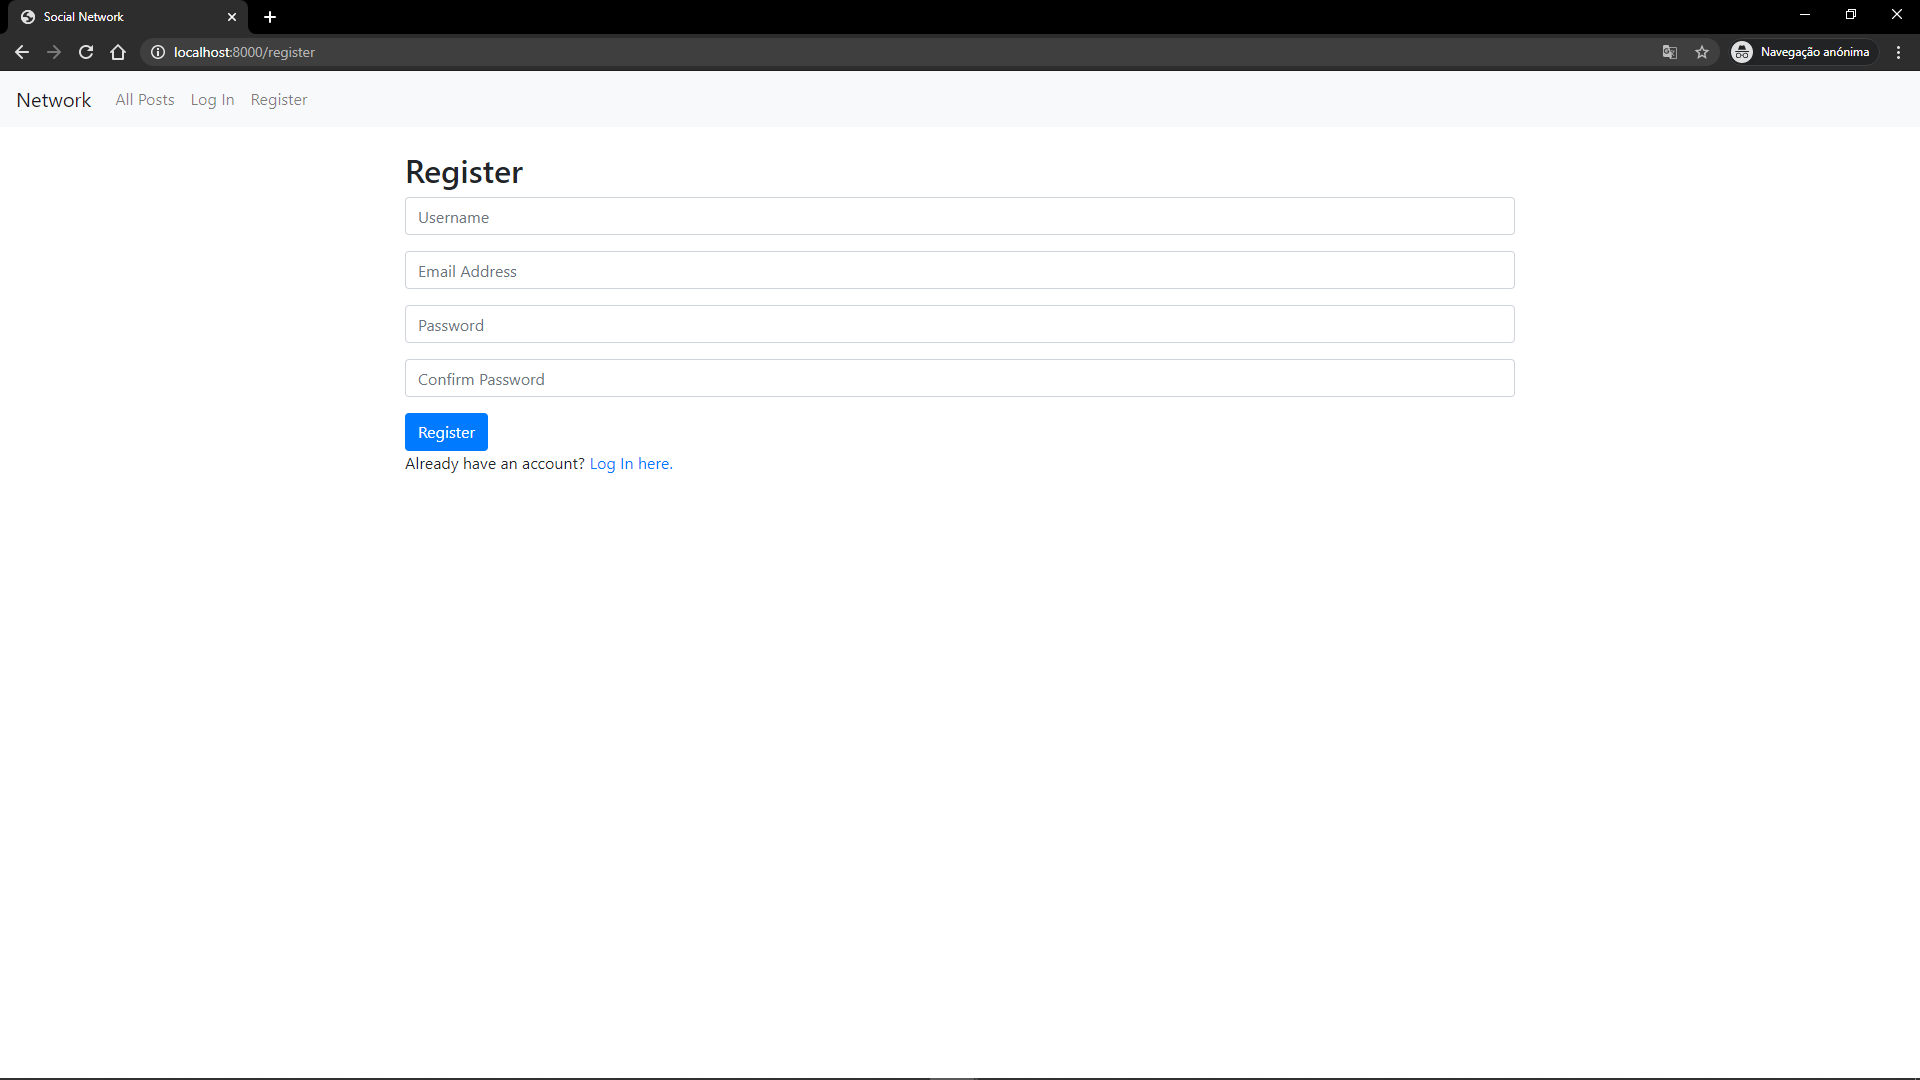 Social Network
localhost:8000/register
Navegação anónima
Network All Posts Log In Register
Register
Username
Email Address
Password
Confirm Password
Register
Already have an account? Log In here.